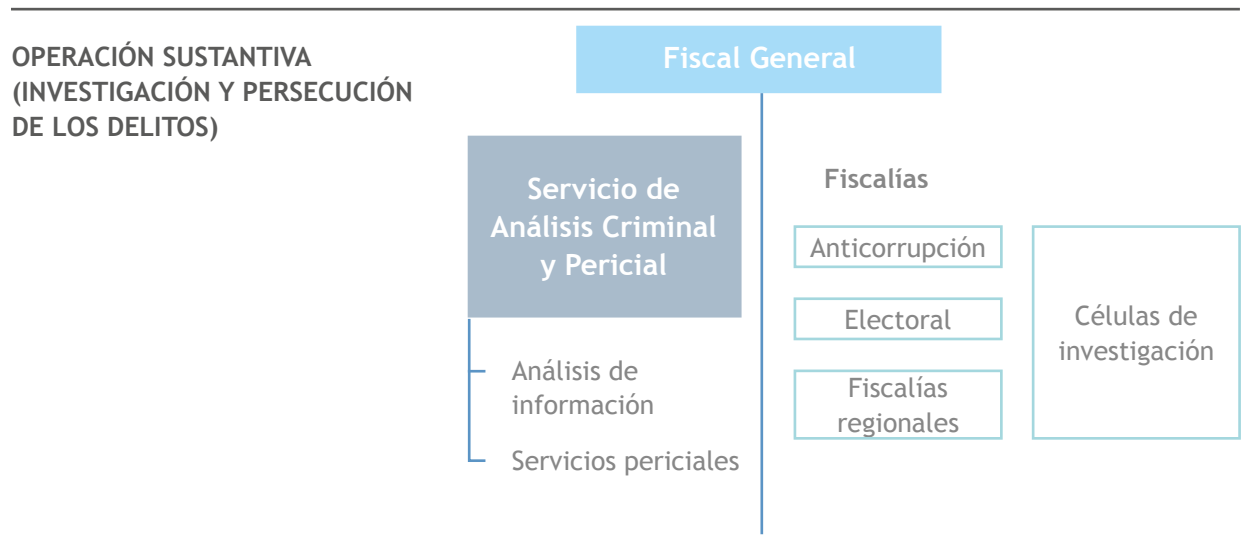 OPERACIÓN SUSTANTIVA
(INVESTIGACIÓN Y PERSECUCIÓN
DE LOS DELITOS)
Fiscal General
Servicio de
Análisis Criminal
y Pericial
Análisis de
información
Servicios periciales
Fiscalías
Anticorrupción
Electoral
Fiscalías
regionales
Células de
investigación